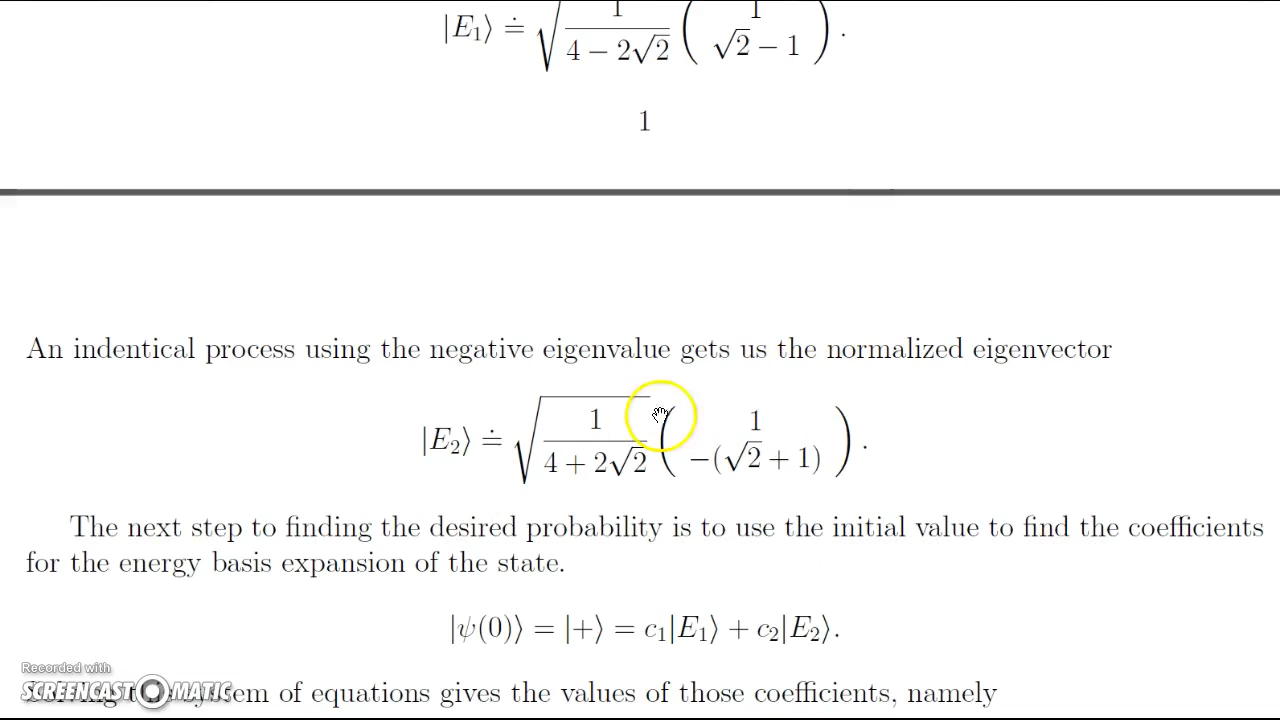 |E₁⟩ ≐ √(1/(4 − 2√2)) ( 1 ; √2 − 1 ).
1
An indentical process using the negative eigenvalue gets us the normalized eigenvector
|E₂⟩ ≐ √(1/(4 + 2√2)) ( 1 ; −(√2 + 1) ).
The next step to finding the desired probability is to use the initial value to find the coefficients
for the energy basis expansion of the state.
|ψ(0)⟩ = |+⟩ = c₁|E₁⟩ + c₂|E₂⟩.
Recorded with
SCREENCAST-O-MATIC
system of equations gives the values of those coefficients, namely